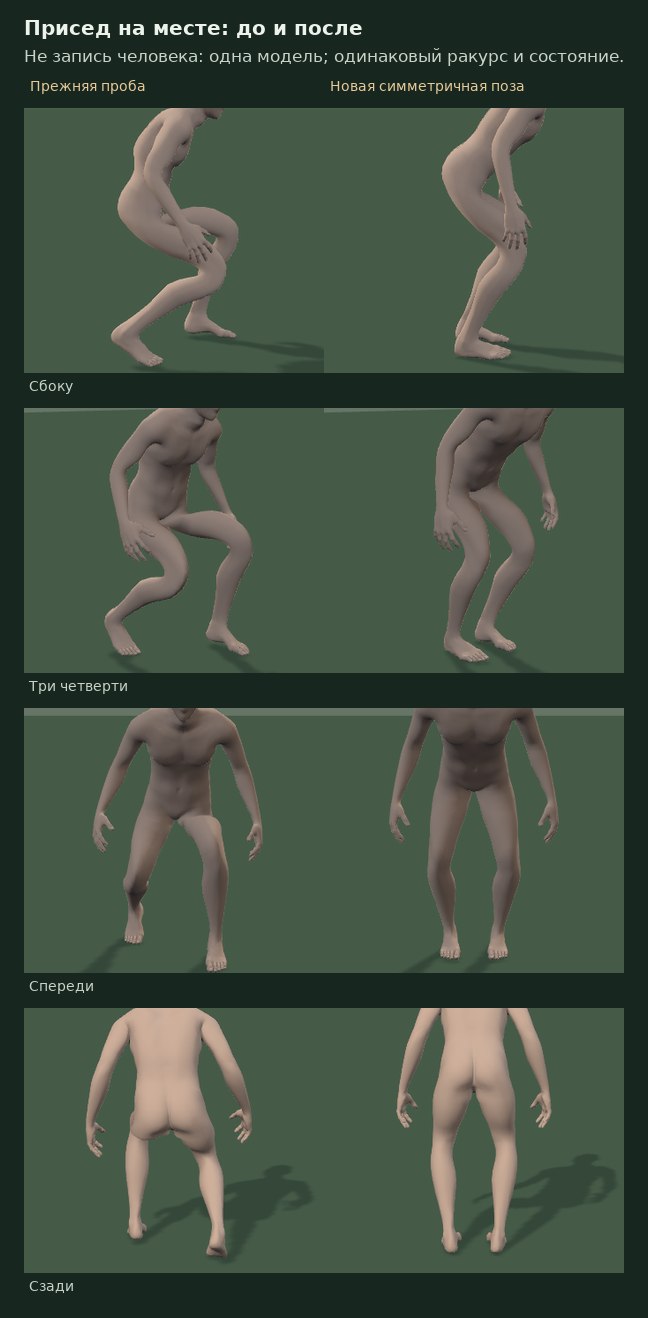 Присед на месте: до и после
Не запись человека: одна модель; одинаковый ракурс и состояние.
Прежняя проба
Новая симметричная поза
Сбоку
Три четверти
Спереди
Сзади